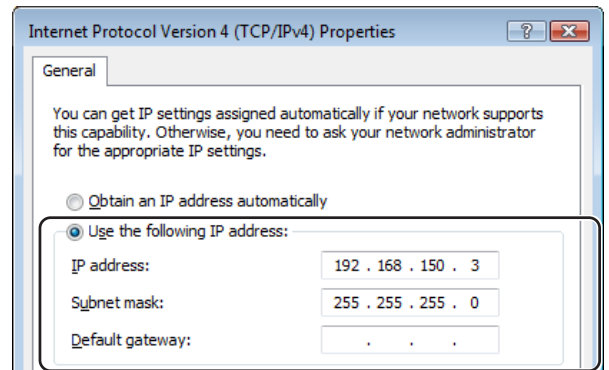 Internet Protocol Version 4 (TCP/IPv4) Properties
General
You can get IP settings assigned automatically if your network supports
this capability. Otherwise, you need to ask your network administrator
for the appropriate IP settings.
Obtain an IP address automatically
Use the following IP address:
IP address: 192 . 168 . 150 . 3
Subnet mask: 255 . 255 . 255 . 0
Default gateway: . . .